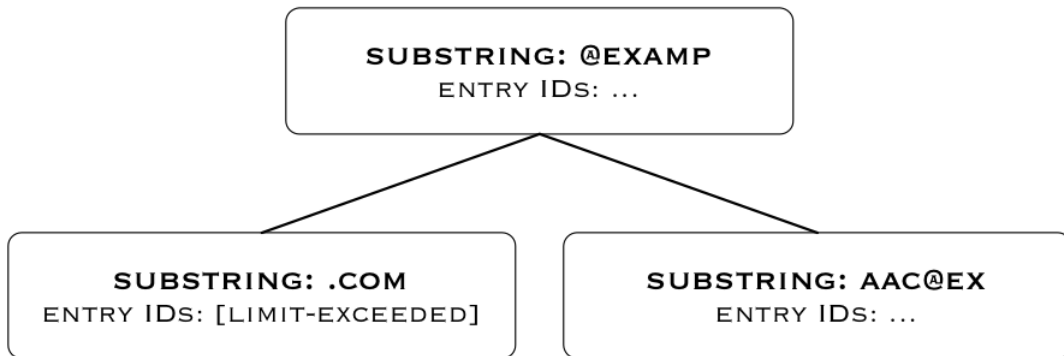 SUBSTRING: @EXAMP
ENTRY IDS: ...
SUBSTRING: .COM
ENTRY IDS: [LIMIT-EXCEEDED]
SUBSTRING: AAC@EX
ENTRY IDS: ...